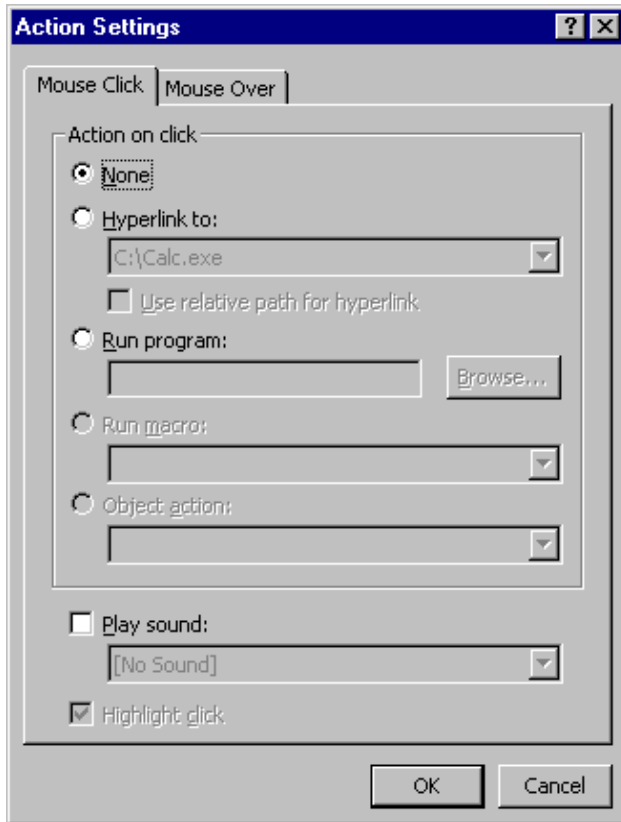 Action Settings
Mouse Click Mouse Over
Action on click
None
Hyperlink to:
C:\Calc.exe
Use relative path for hyperlink
Run program:
Browse...
Run macro:
Object action:
Play sound:
[No Sound]
Highlight click
OK Cancel